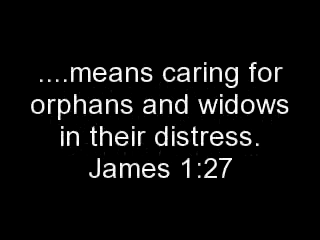 ....means caring for
orphans and widows
in their distress.
James 1:27